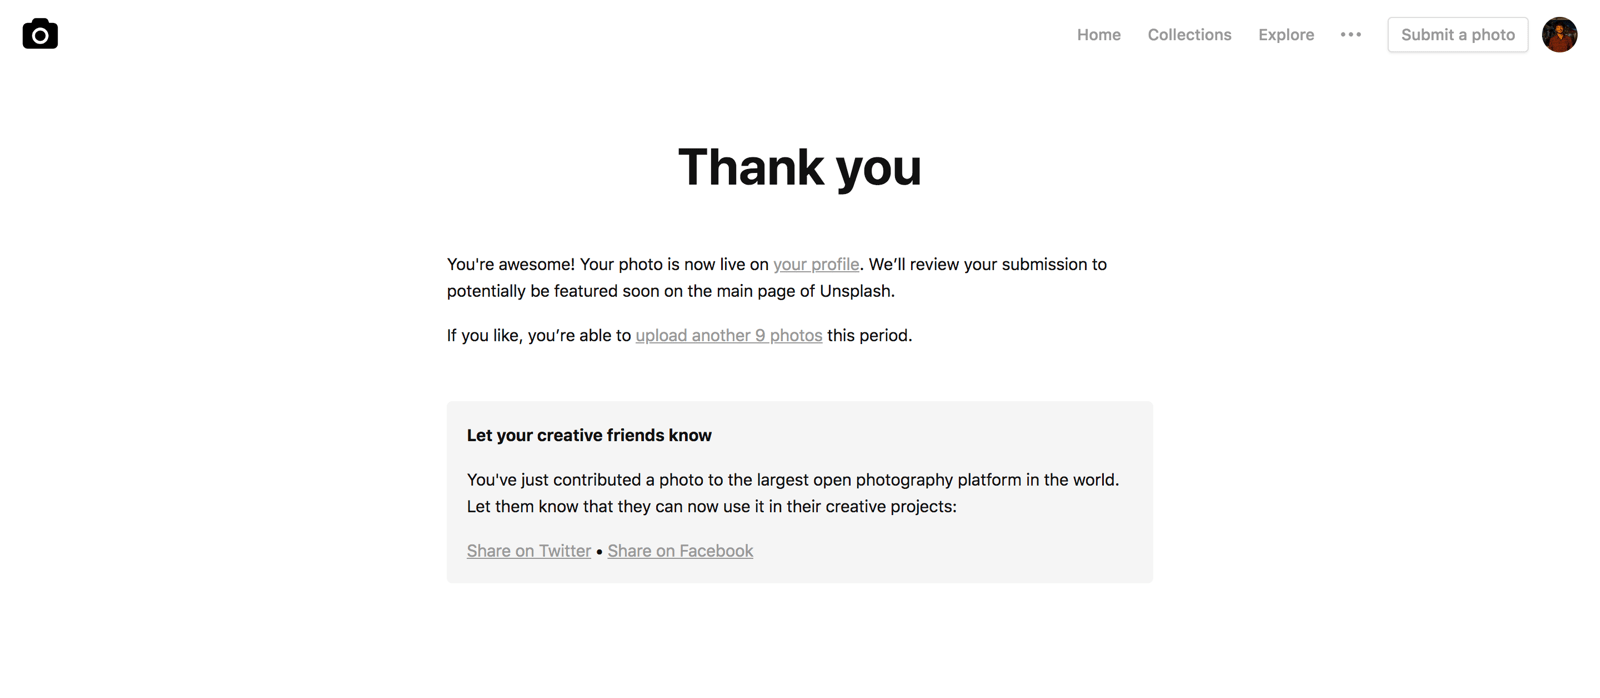 Home Collections Explore ••• Submit a photo
Thank you
You're awesome! Your photo is now live on your profile. We’ll review your submission to
potentially be featured soon on the main page of Unsplash.
If you like, you’re able to upload another 9 photos this period.
Let your creative friends know
You've just contributed a photo to the largest open photography platform in the world.
Let them know that they can now use it in their creative projects:
Share on Twitter • Share on Facebook